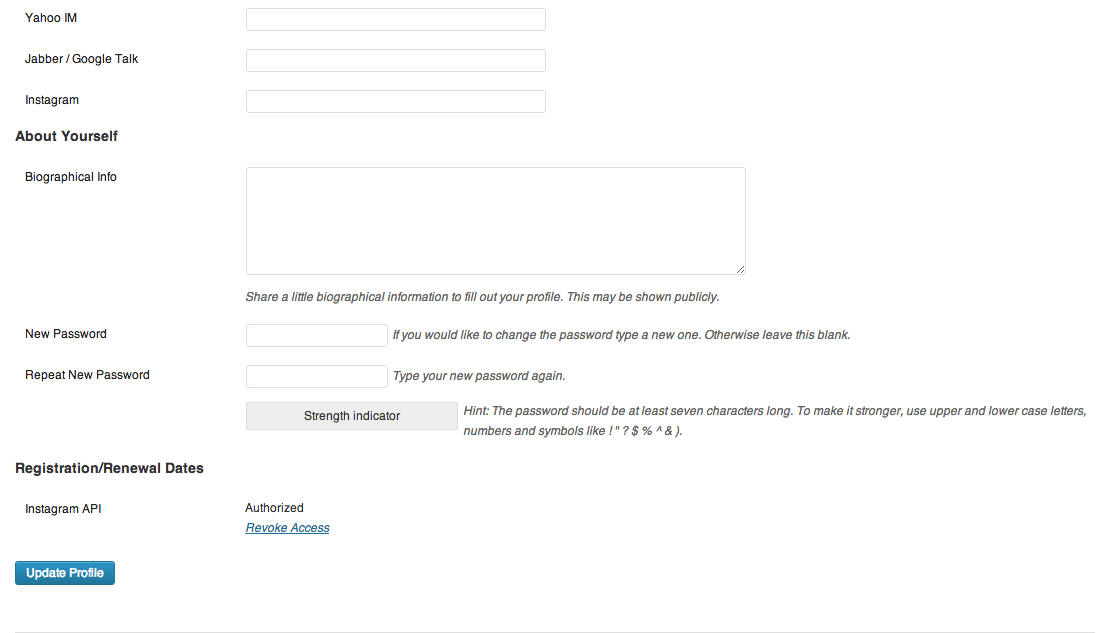 Yahoo IM
Jabber / Google Talk
Instagram
About Yourself
Biographical Info
Share a little biographical information to fill out your profile. This may be shown publicly.
New Password
If you would like to change the password type a new one. Otherwise leave this blank.
Repeat New Password
Type your new password again.
Strength indicator
Hint: The password should be at least seven characters long. To make it stronger, use upper and lower case letters,
numbers and symbols like ! " ? $ % ^ & ).
Registration/Renewal Dates
Instagram API
Authorized
Revoke Access
Update Profile